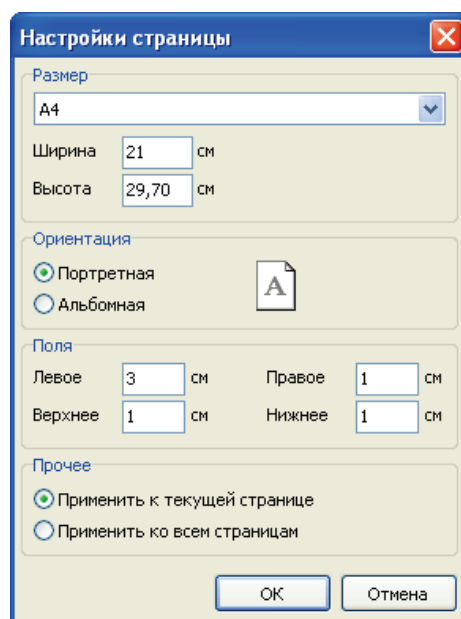 Настройки страницы
Размер
A4
Ширина 21 см
Высота 29,70 см
Ориентация
Портретная
A
Альбомная
Поля
Левое 3 см Правое 1 см
Верхнее 1 см Нижнее 1 см
Прочее
Применить к текущей странице
Применить ко всем страницам
OK Отмена